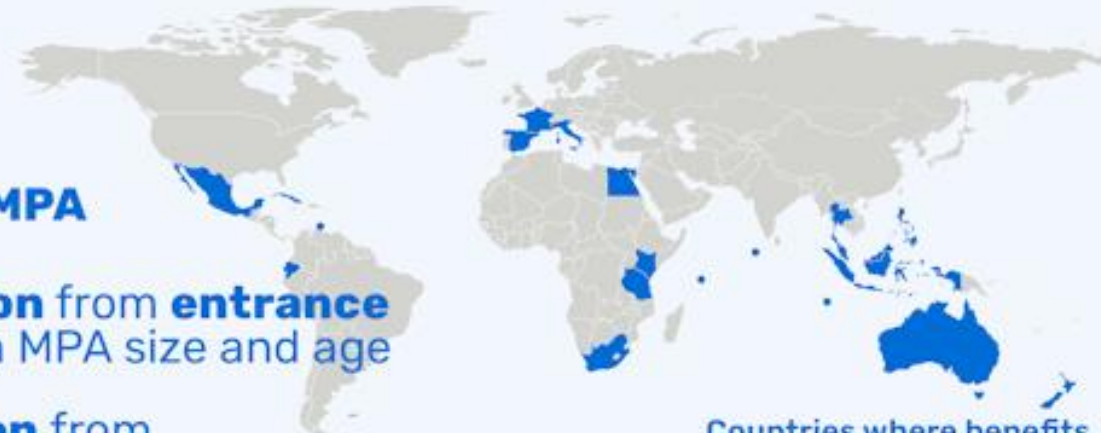 MPA
on from entrance
MPA size and age
on from
Countries where benefits